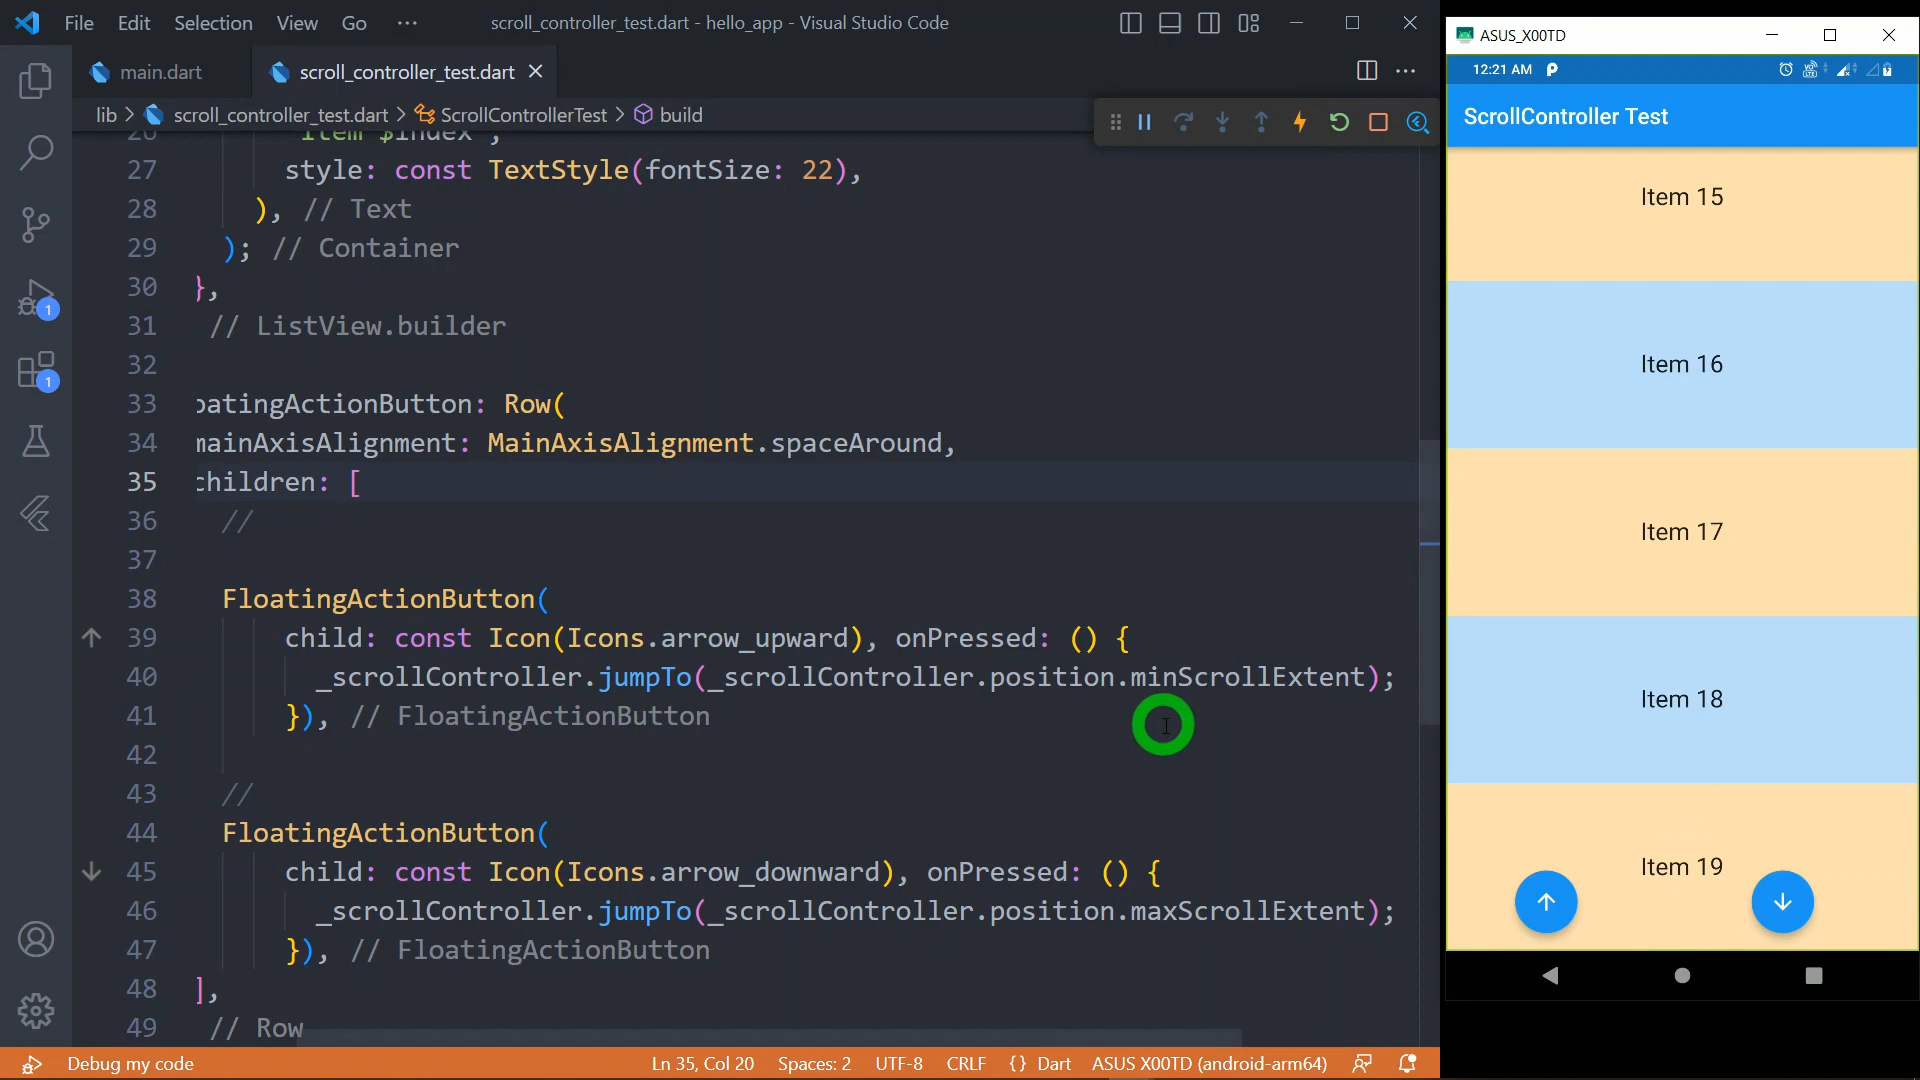 File Edit Selection View Go ··· scroll_controller_test.dart - hello_app - Visual Studio Code
main.dart scroll_controller_test.dart
lib > scroll_controller_test.dart > ScrollControllerTest > build
26 'Item $index',
27 style: const TextStyle(fontSize: 22),
28 ), // Text
29 ); // Container
30 },
31 // ListView.builder
32
33 oatingActionButton: Row(
34 mainAxisAlignment: MainAxisAlignment.spaceAround,
35 children: [
36 //
37
38 FloatingActionButton(
39 child: const Icon(Icons.arrow_upward), onPressed: () {
40 _scrollController.jumpTo(_scrollController.position.minScrollExtent);
41 }), // FloatingActionButton
42
43 //
44 FloatingActionButton(
45 child: const Icon(Icons.arrow_downward), onPressed: () {
46 _scrollController.jumpTo(_scrollController.position.maxScrollExtent);
47 }), // FloatingActionButton
48 ],
49 // Row
1
1
Debug my code Ln 35, Col 20 Spaces: 2 UTF-8 CRLF {} Dart ASUS X00TD (android-arm64)
ASUS_X00TD
12:21 AM
ScrollController Test
Item 15
Item 16
Item 17
Item 18
Item 19